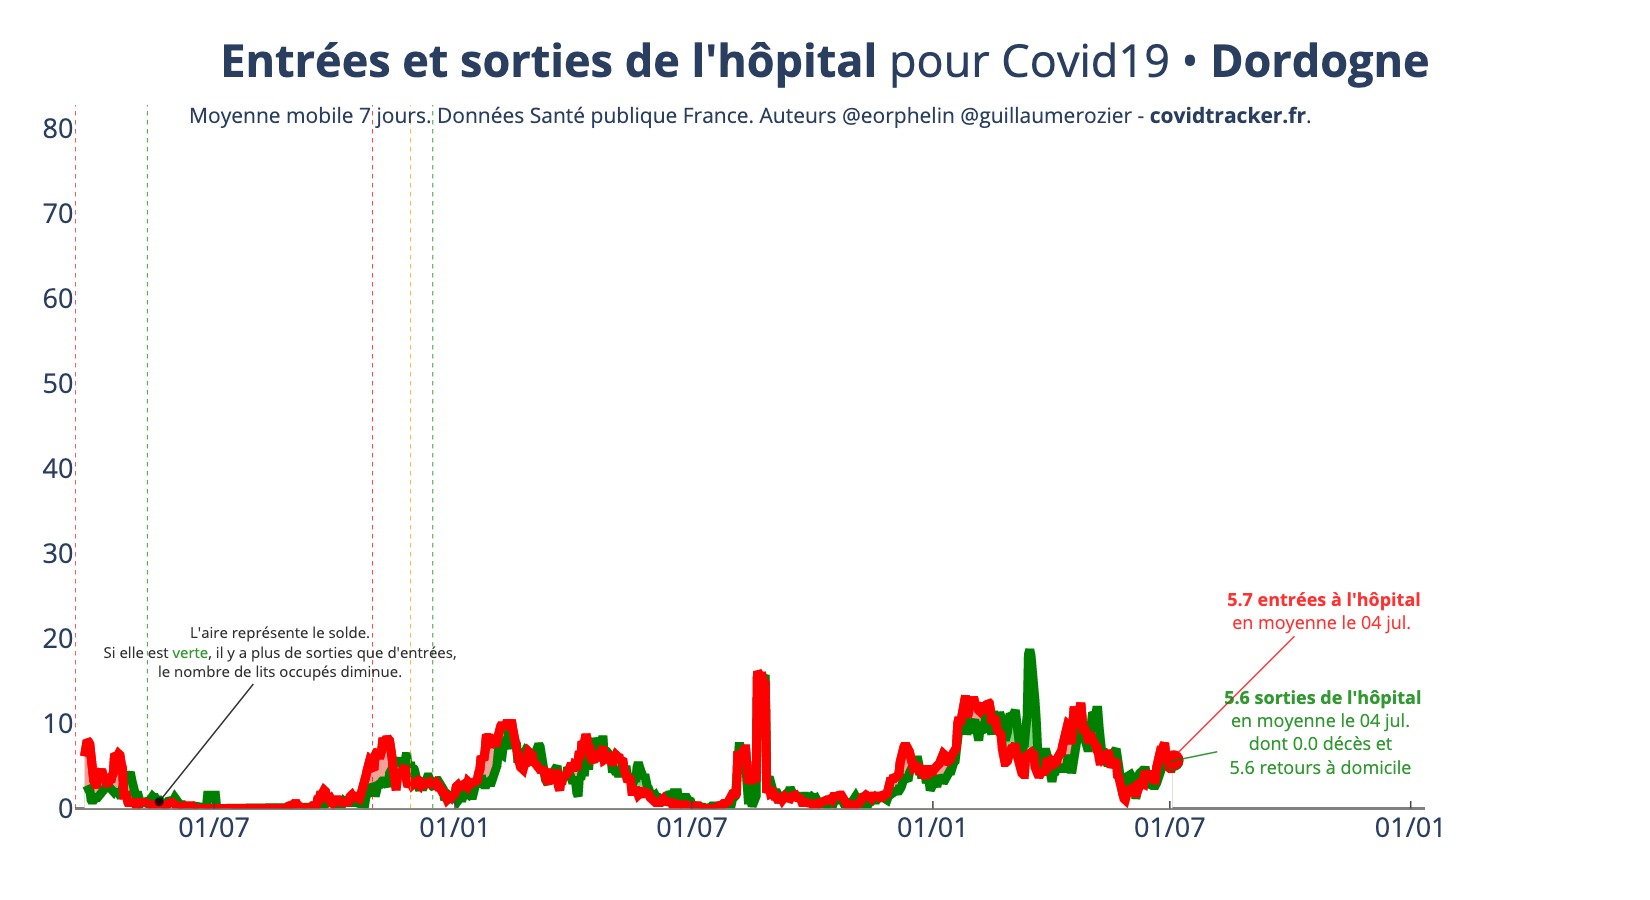 Entrées et sorties de l'hôpital pour Covid19 • Dordogne
Moyenne mobile 7 jours. Données Santé publique France. Auteurs @eorphelin @guillaumerozier - covidtracker.fr.
80
70
60
50
40
30
20
10
0
L'aire représente le solde.
Si elle est verte, il y a plus de sorties que d'entrées,
le nombre de lits occupés diminue.
5.7 entrées à l'hôpital
en moyenne le 04 jul.
5.6 sorties de l'hôpital
en moyenne le 04 jul.
dont 0.0 décès et
5.6 retours à domicile
01/07
01/01
01/07
01/01
01/07
01/01